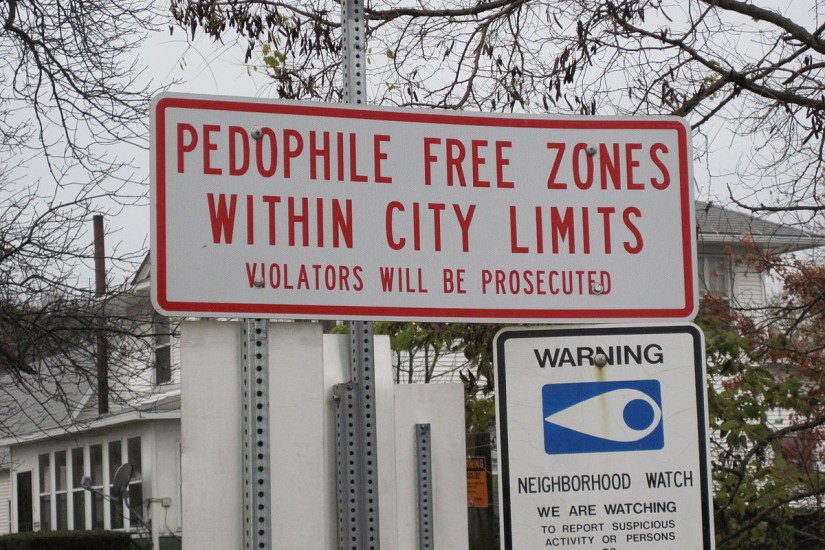 PEDOPHILE FREE ZONES
WITHIN CITY LIMITS
VIOLATORS WILL BE PROSECUTED
WARNING
NEIGHBORHOOD WATCH
WE ARE WATCHING
TO REPORT SUSPICIOUS
ACTIVITY OR PERSONS